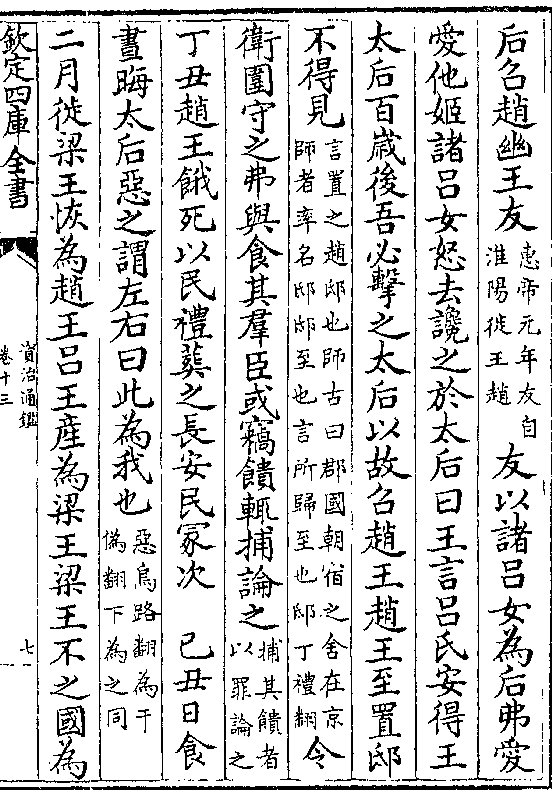 后召趙幽王友惠帝元年友自
淮陽徙王趙友以諸呂女為后弗愛
愛他姬諸呂女怒去讒之於太后曰王言呂氏安得王
太后百歲後吾必擊之太后以故召趙王趙王至置邸
不得見言置之趙邸也師古曰郡國朝宿之舍在京
師者率名邸邸至也言所歸至也邸丁禮翻令
衛圍守之弗與食其羣臣或竊饋輒捕論之捕其饋者
以罪論之
丁丑趙王餓死以民禮葬之長安民冢次 己丑日食
晝晦太后惡之謂左右曰此為我也惡烏路翻為于
偽翻下為之同
二月徙梁王恢為趙王呂王產為梁王梁王不之國為
欽定四庫全書
資治通鑑
卷十三
七